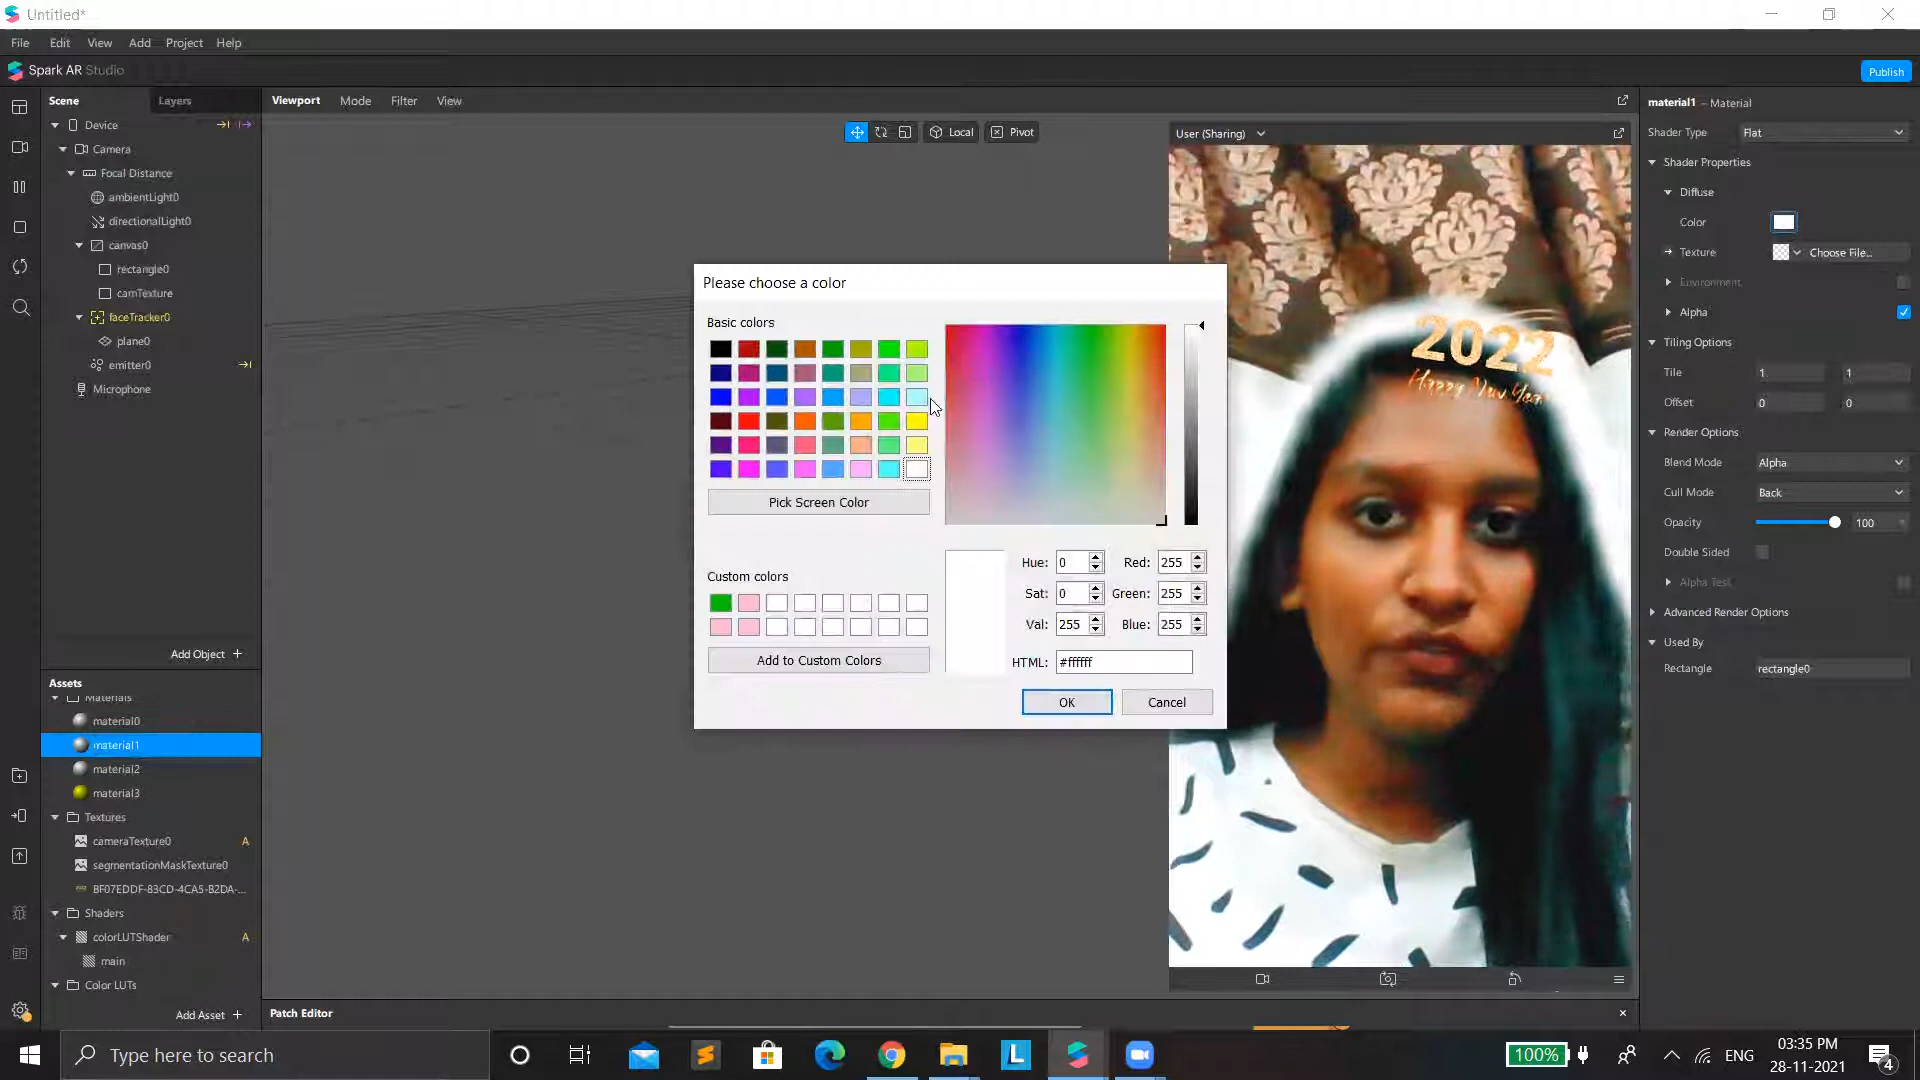 Untitled*
File Edit View Add Project Help
Spark AR Studio
Publish
Scene Layers
Viewport Mode Filter View
material1 – Material
Device
Camera
Focal Distance
ambientLight0
directionalLight0
canvas0
rectangle0
camTexture
faceTracker0
plane0
emitter0
Microphone
Add Object +
Local Pivot
User (Sharing)
2022
Happy New Year
Please choose a color
Basic colors
Pick Screen Color
Custom colors
Add to Custom Colors
Hue: 0 Red: 255
Sat: 0 Green: 255
Val: 255 Blue: 255
HTML: #ffffff
OK Cancel
Shader Type Flat
Shader Properties
Diffuse
Color
Texture Choose File...
Environment
Alpha
Tiling Options
Tile 1 1
Offset 0 0
Render Options
Blend Mode Alpha
Cull Mode Back
Opacity 100
Double Sided
Alpha Test
Advanced Render Options
Used By
Rectangle rectangle0
Assets
Materials
material0
material1
material2
material3
Textures
cameraTexture0 A
segmentationMaskTexture0
BF07EDDF-83CD-4CA5-B2DA-...
Shaders
colorLUTShader A
main
Color LUTs
Add Asset +
Patch Editor
Type here to search
L
100%
ENG
03:35 PM
28-11-2021
4